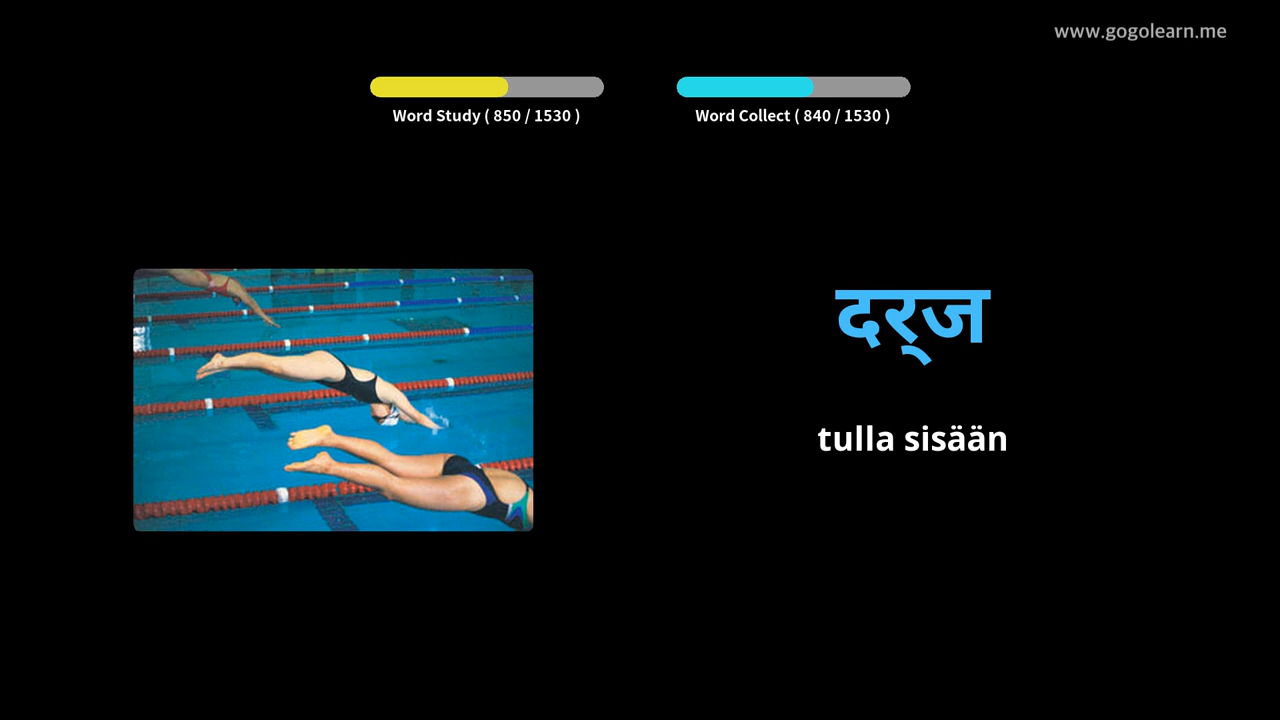 www.gogolearn.me
Word Study ( 850 / 1530 )
Word Collect ( 840 / 1530 )
दर्ज
tulla sisään